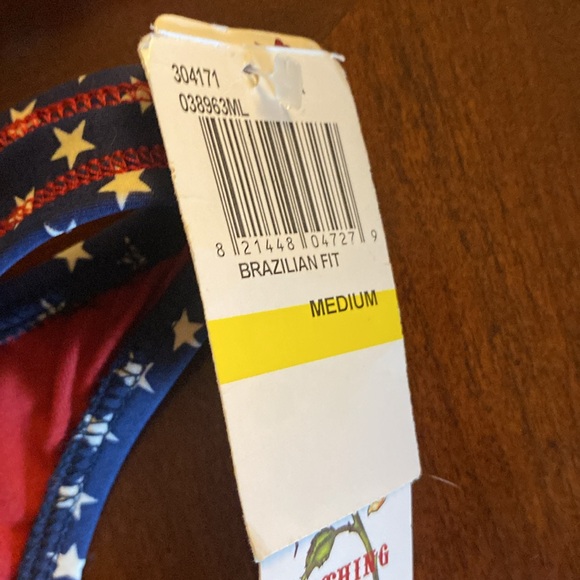 304171
038963ML
8 21448 04727 9
BRAZILIAN FIT
MEDIUM